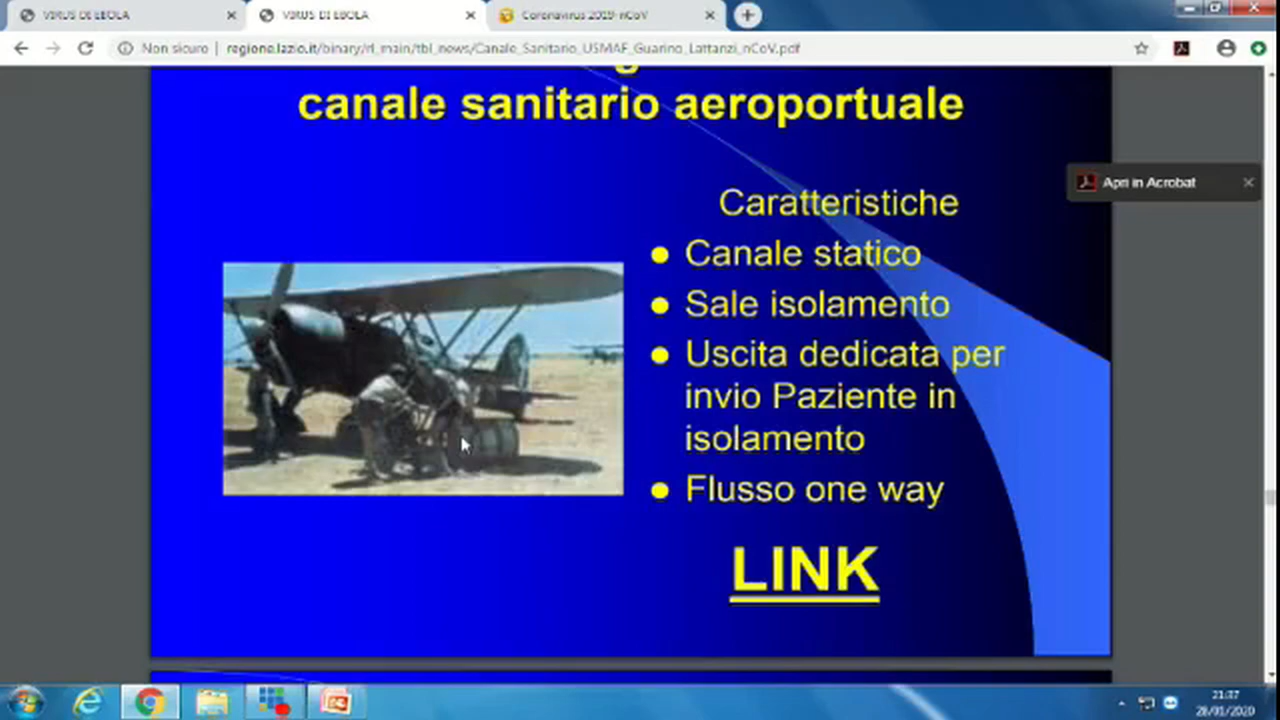 VIRUS DI EBOLA
VIRUS DI EBOLA
Coronavirus 2019-nCoV
Non sicuro | regione.lazio.it/binary/rl_main/tbl_news/Canale_Sanitario_USMAF_Guarino_Lattanzi_nCoV.pdf
canale sanitario aeroportuale
Apri in Acrobat
Caratteristiche
Canale statico
Sale isolamento
Uscita dedicata per
invio Paziente in
isolamento
Flusso one way
LINK
21:37
28/01/2020